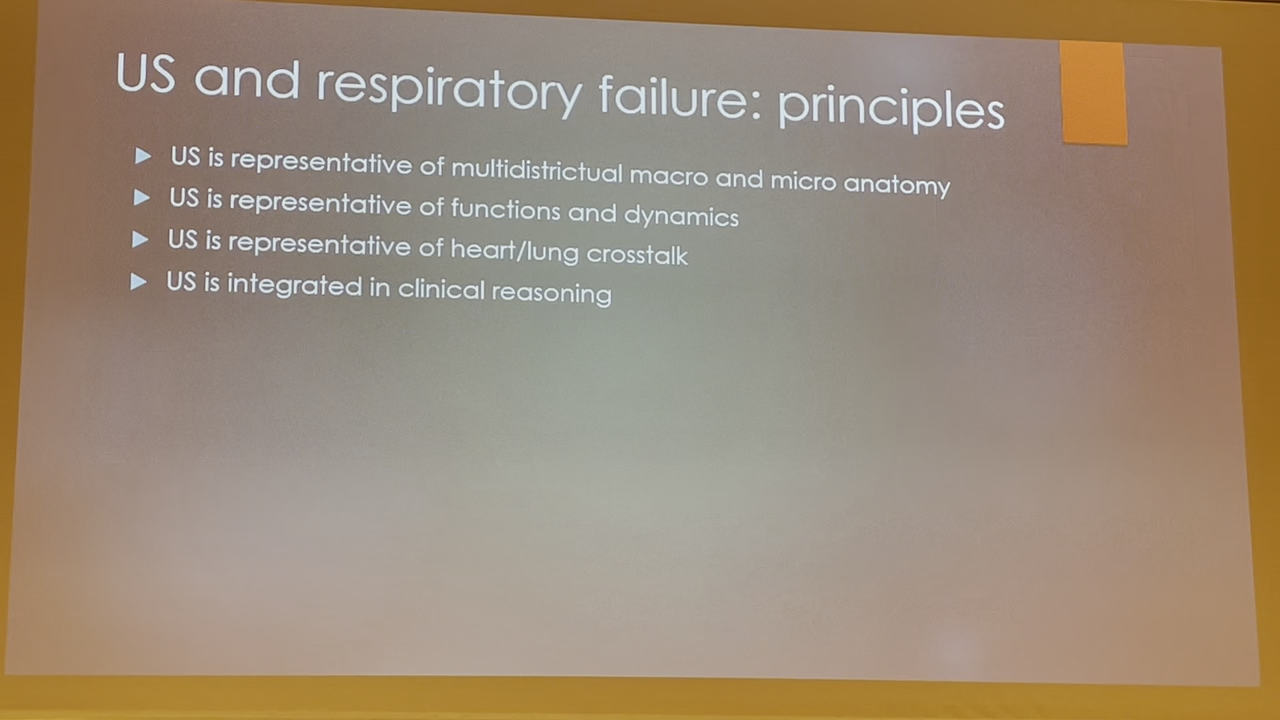 US and respiratory failure: principles
US is representative of multidistrictual macro and micro anatomy
US is representative of functions and dynamics
US is representative of heart/lung crosstalk
US is integrated in clinical reasoning